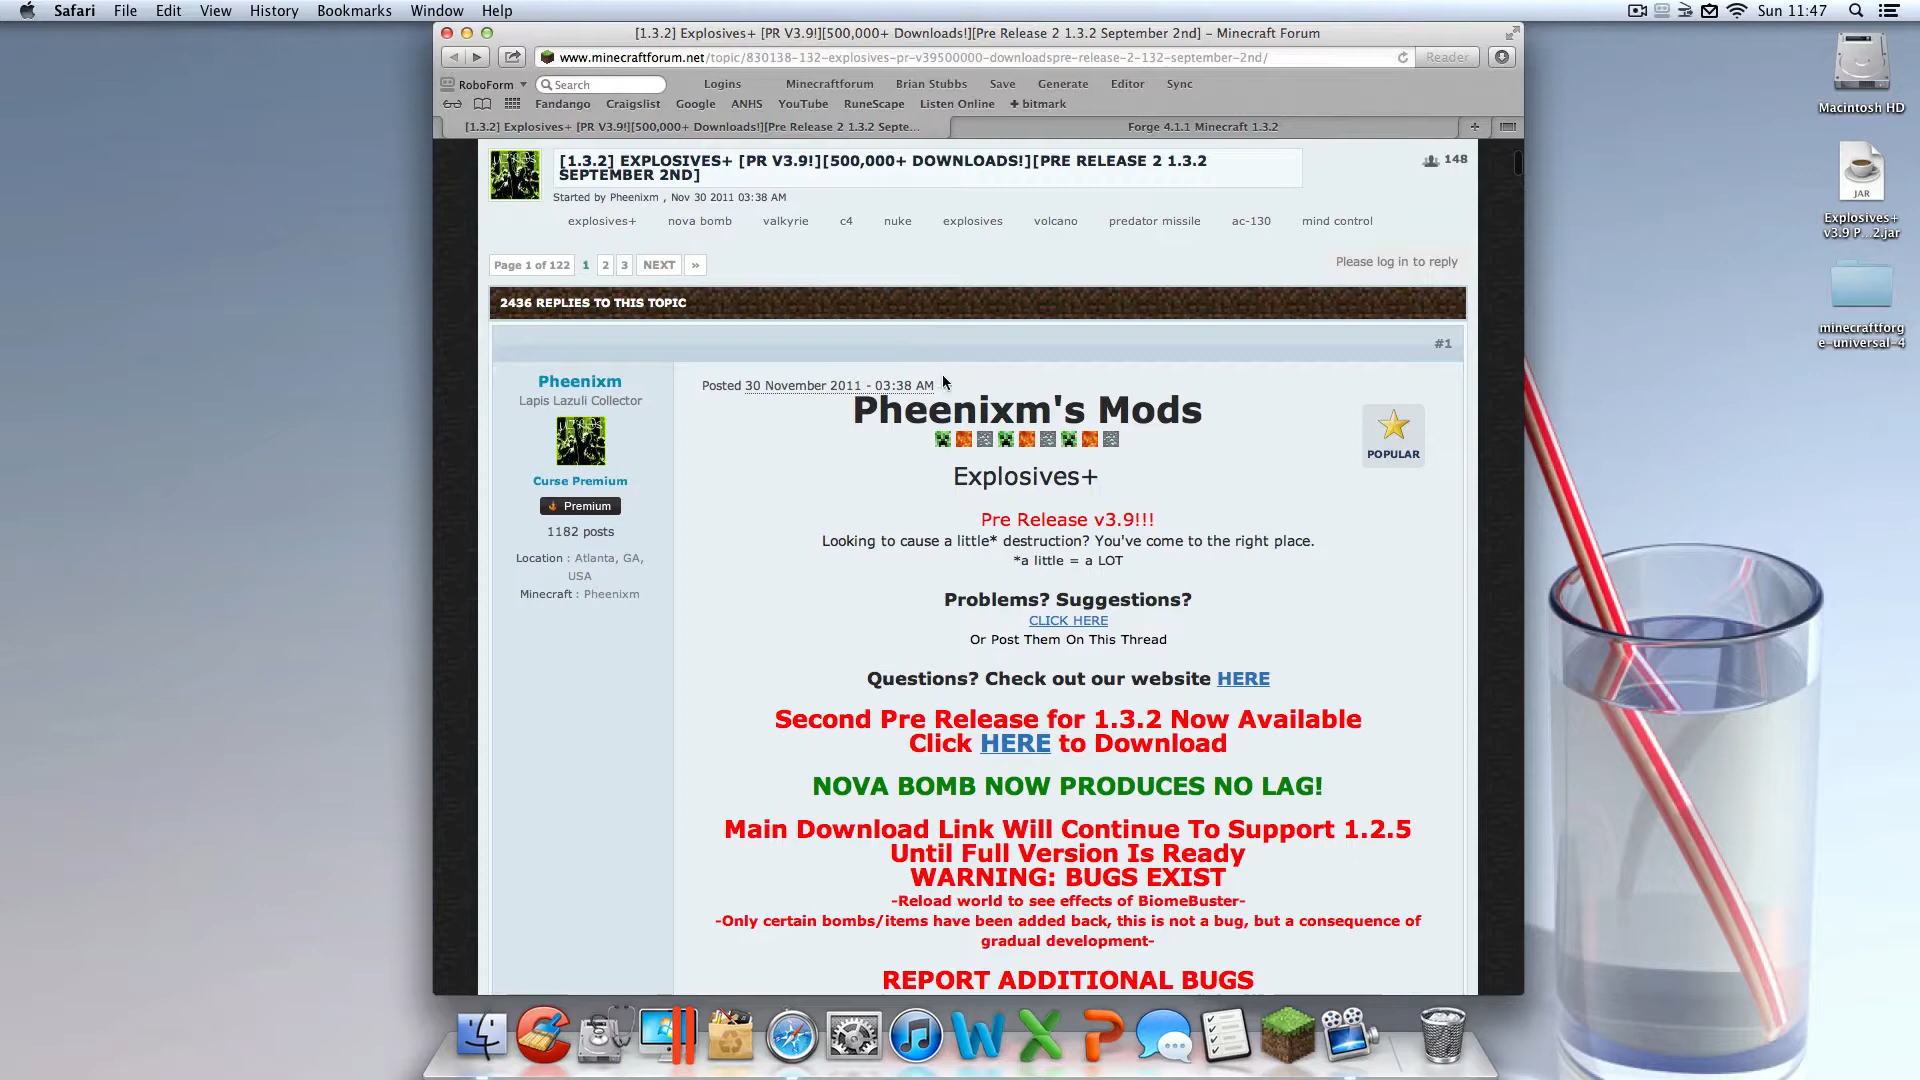 Safari File Edit View History Bookmarks Window Help
Sun 11:47
[1.3.2] Explosives+ [PR V3.9!][500,000+ Downloads!][Pre Release 2 1.3.2 September 2nd] – Minecraft Forum
www.minecraftforum.net/topic/830138-132-explosives-pr-v39500000-downloadspre-release-2-132-september-2nd/
Reader
RoboForm Search Logins Minecraftforum Brian Stubbs Save Generate Editor Sync
Fandango Craigslist Google ANHS YouTube RuneScape Listen Online + bitmark
[1.3.2] Explosives+ [PR V3.9!][500,000+ Downloads!][Pre Release 2 1.3.2 Septe...
Forge 4.1.1 Minecraft 1.3.2
[1.3.2] EXPLOSIVES+ [PR V3.9!][500,000+ DOWNLOADS!][PRE RELEASE 2 1.3.2
SEPTEMBER 2ND]
148
Started by Pheenixm , Nov 30 2011 03:38 AM
explosives+ nova bomb valkyrie c4 nuke explosives volcano predator missile ac-130 mind control
Page 1 of 122 1 2 3 NEXT »
Please log in to reply
2436 REPLIES TO THIS TOPIC
#1
Pheenixm
Lapis Lazuli Collector
Curse Premium
Premium
1182 posts
Location : Atlanta, GA,
USA
Minecraft : Pheenixm
Posted 30 November 2011 - 03:38 AM
Pheenixm's Mods
POPULAR
Explosives+
Pre Release v3.9!!!
Looking to cause a little* destruction? You've come to the right place.
*a little = a LOT
Problems? Suggestions?
CLICK HERE
Or Post Them On This Thread
Questions? Check out our website HERE
Second Pre Release for 1.3.2 Now Available
Click HERE to Download
NOVA BOMB NOW PRODUCES NO LAG!
Main Download Link Will Continue To Support 1.2.5
Until Full Version Is Ready
WARNING: BUGS EXIST
-Reload world to see effects of BiomeBuster-
-Only certain bombs/items have been added back, this is not a bug, but a consequence of
gradual development-
REPORT ADDITIONAL BUGS
Macintosh HD
JAR
Explosives+
v3.9 P...2.jar
minecraftforg
e-universal-4